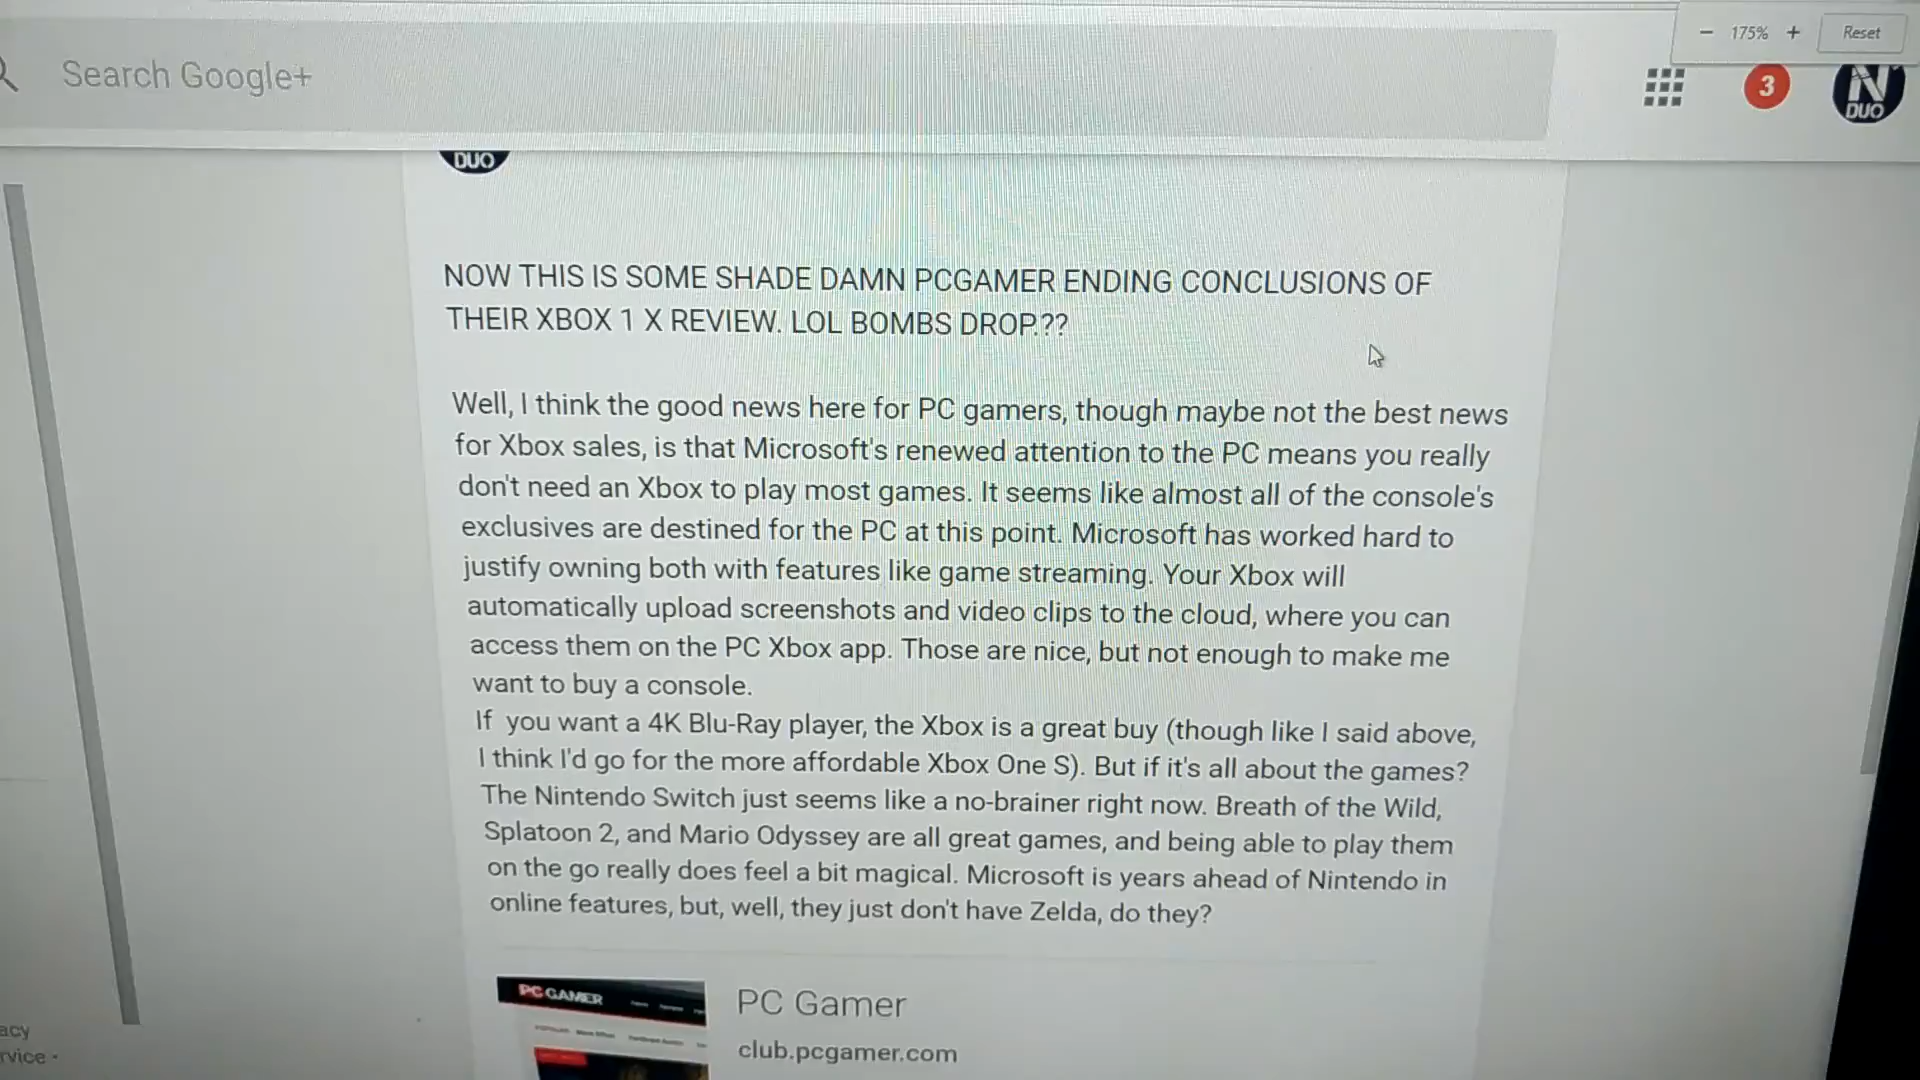 175%
Reset
Search Google+
3
N
DUO
DUO
NOW THIS IS SOME SHADE DAMN PCGAMER ENDING CONCLUSIONS OF
THEIR XBOX 1 X REVIEW. LOL BOMBS DROP.??
Well, I think the good news here for PC gamers, though maybe not the best news
for Xbox sales, is that Microsoft's renewed attention to the PC means you really
don't need an Xbox to play most games. It seems like almost all of the console's
exclusives are destined for the PC at this point. Microsoft has worked hard to
justify owning both with features like game streaming. Your Xbox will
automatically upload screenshots and video clips to the cloud, where you can
access them on the PC Xbox app. Those are nice, but not enough to make me
want to buy a console.
If you want a 4K Blu-Ray player, the Xbox is a great buy (though like I said above,
I think I'd go for the more affordable Xbox One S). But if it's all about the games?
The Nintendo Switch just seems like a no-brainer right now. Breath of the Wild,
Splatoon 2, and Mario Odyssey are all great games, and being able to play them
on the go really does feel a bit magical. Microsoft is years ahead of Nintendo in
online features, but, well, they just don't have Zelda, do they?
PC GAMER
PC Gamer
club.pcgamer.com
acy
rvice